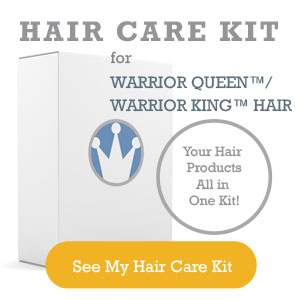 HAIR CARE KIT
for
WARRIOR QUEEN™/
WARRIOR KING™ HAIR
Your Hair
Products
All in
One Kit!
See My Hair Care Kit